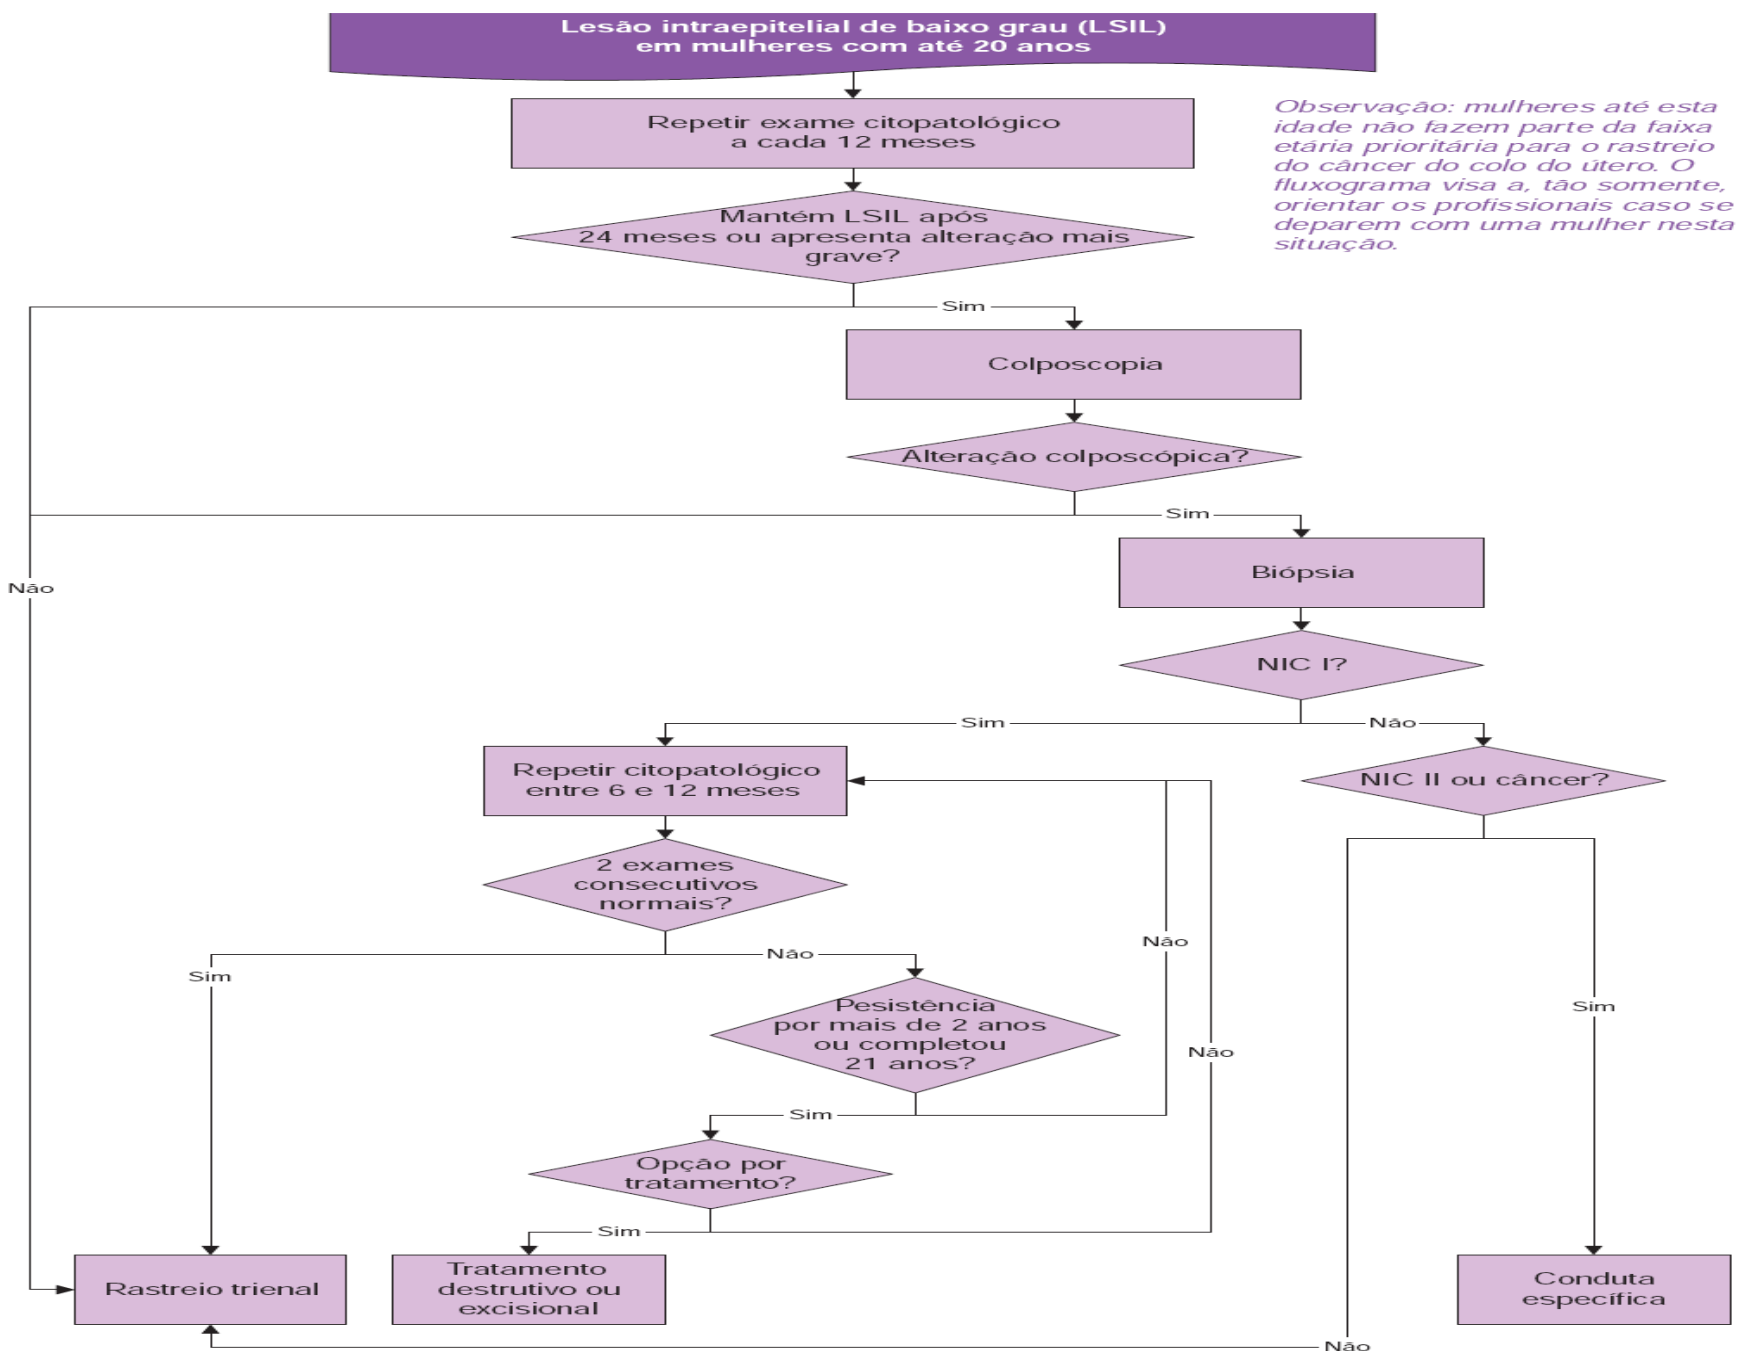 Lesão intraepitelial de baixo grau (LSIL)
em mulheres com até 20 anos
Repetir exame citopatológico
a cada 12 meses
Observação: mulheres até esta
idade não fazem parte da faixa
etária prioritária para o rastreio
do câncer do colo do útero. O
fluxograma visa a, tão somente,
orientar os profissionais caso se
deparem com uma mulher nesta
situação.
Mantém LSIL após
24 meses ou apresenta alteração mais
grave?
Sim
Colposcopia
Alteração colposcópica?
Sim
Não
Biópsia
NIC I?
Sim
Não
Repetir citopatológico
entre 6 e 12 meses
NIC II ou câncer?
2 exames
consecutivos
normais?
Não
Não
Sim
Pesistência
por mais de 2 anos
ou completou
21 anos?
Sim
Não
Sim
Opção por
tratamento?
Sim
Rastreio trienal
Tratamento
destrutivo ou
excisional
Conduta
específica
Não